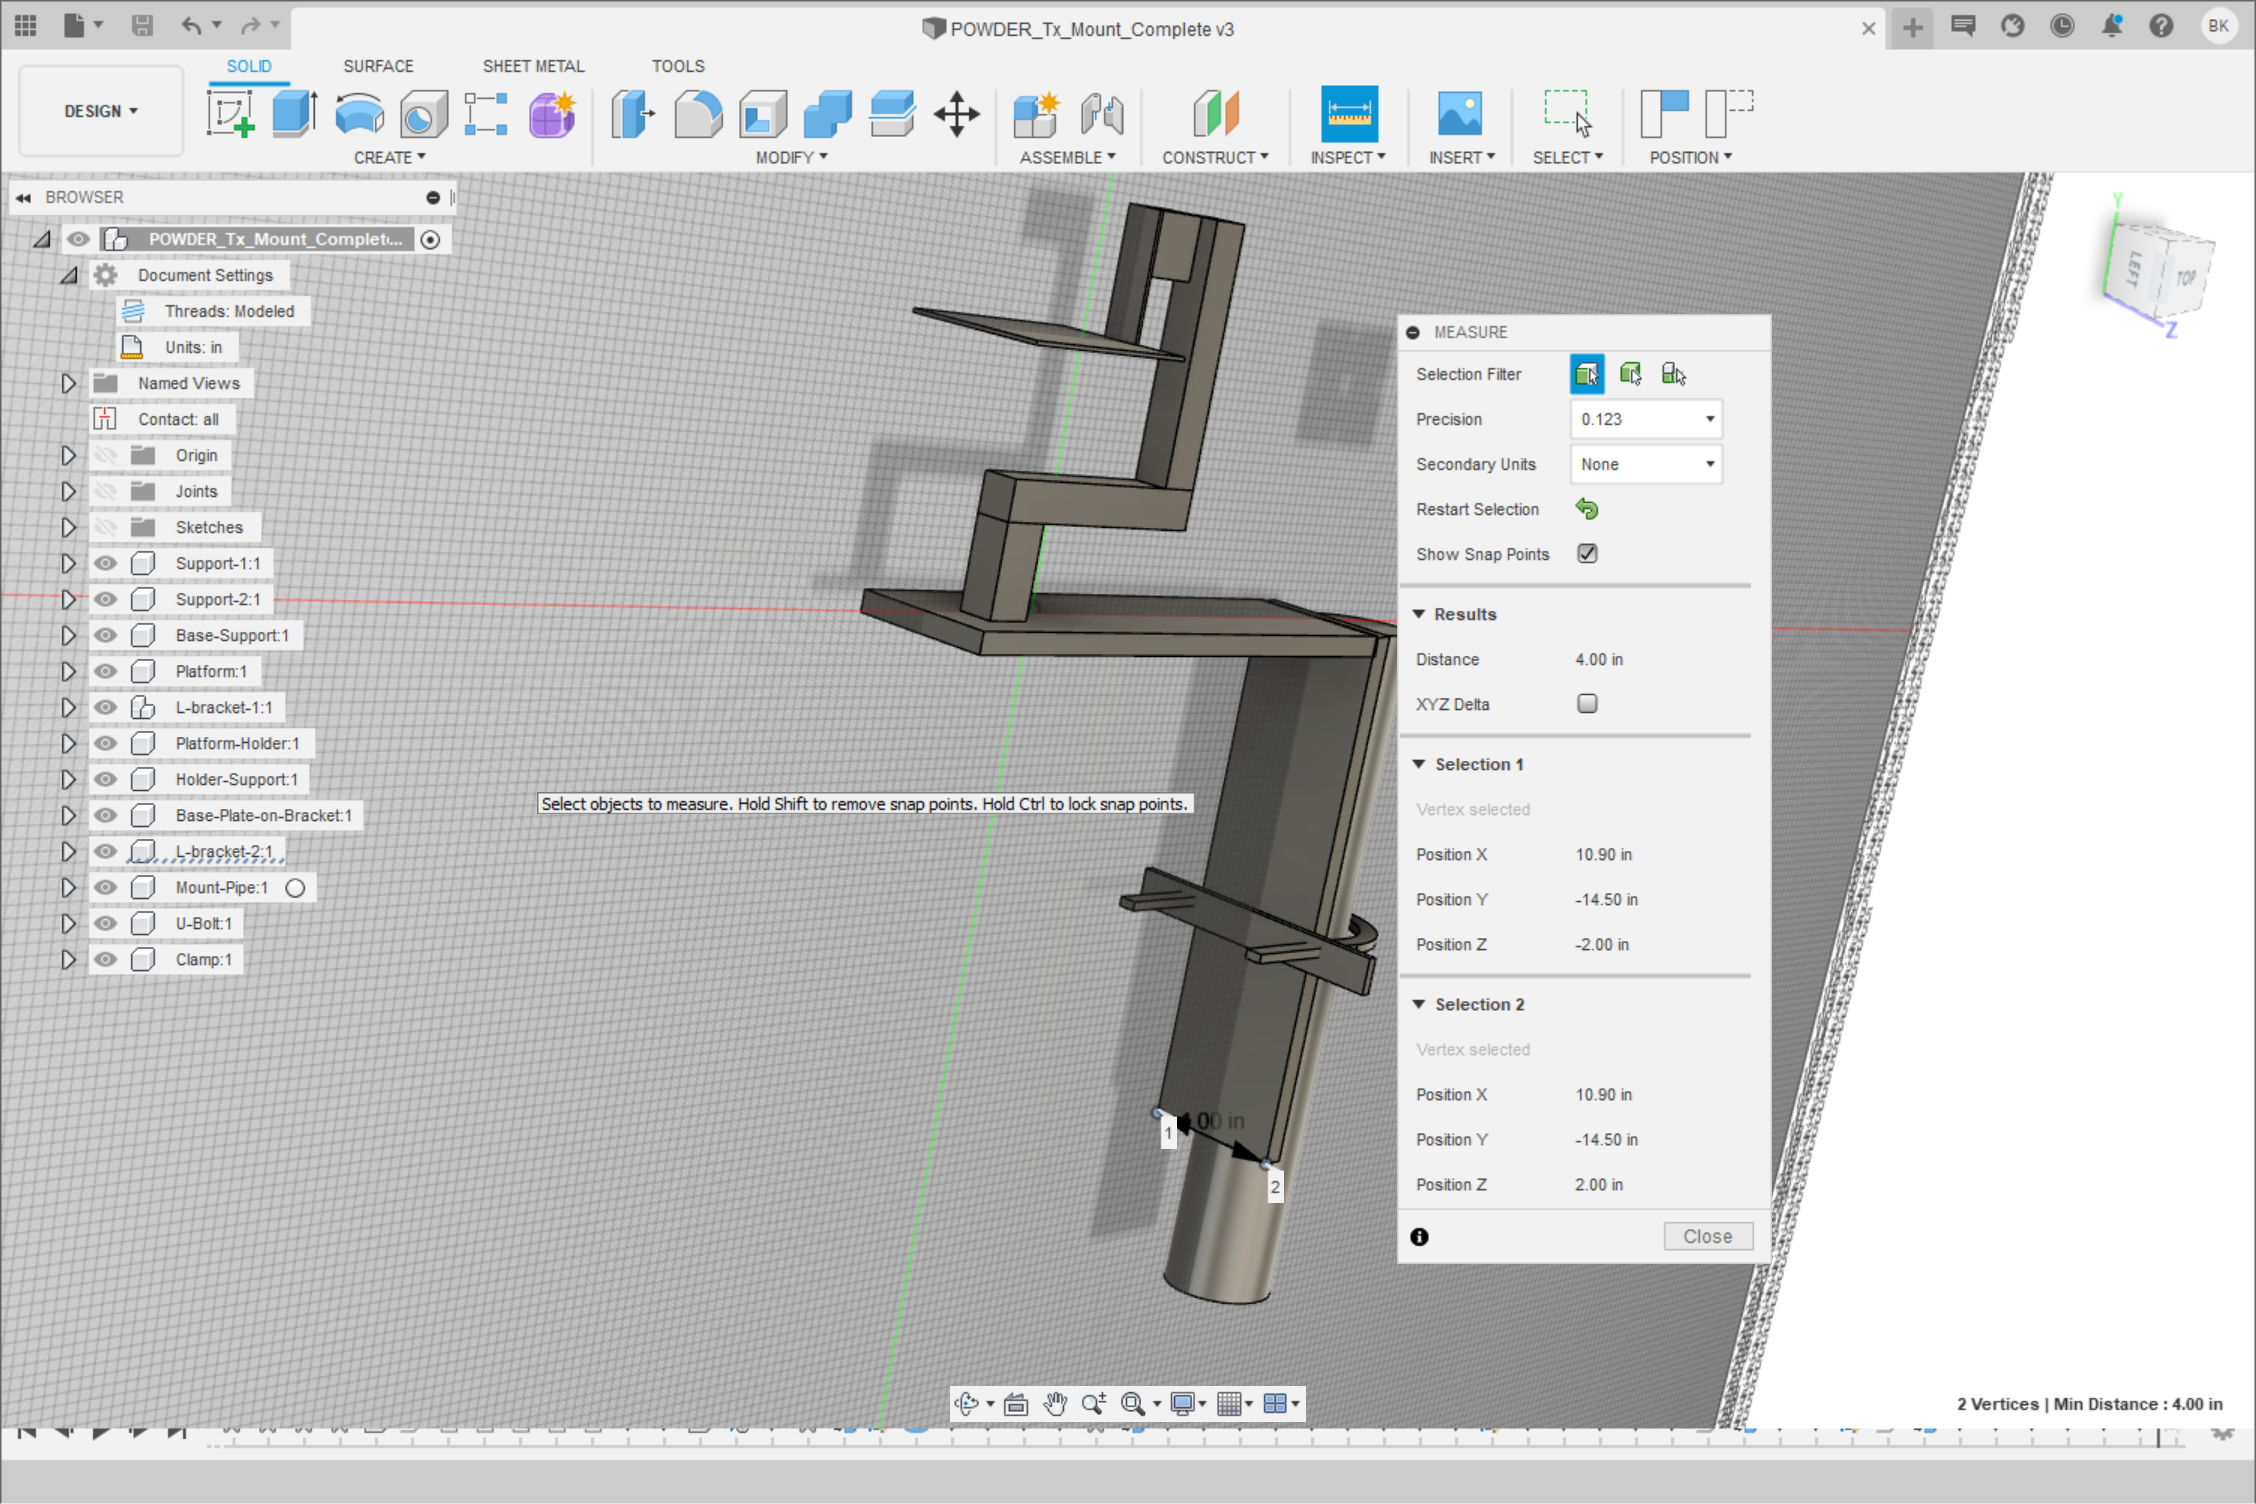 POWDER_Tx_Mount_Complete v3
BK
DESIGN
SOLID
SURFACE
SHEET METAL
TOOLS
CREATE
MODIFY
ASSEMBLE
CONSTRUCT
INSPECT
INSERT
SELECT
POSITION
BROWSER
POWDER_Tx_Mount_Complet...
Document Settings
Threads: Modeled
Units: in
Named Views
Contact: all
Origin
Joints
Sketches
Support-1:1
Support-2:1
Base-Support:1
Platform:1
L-bracket-1:1
Platform-Holder:1
Holder-Support:1
Base-Plate-on-Bracket:1
L-bracket-2:1
Mount-Pipe:1
U-Bolt:1
Clamp:1
Select objects to measure. Hold Shift to remove snap points. Hold Ctrl to lock snap points.
00 in
1
2
Y
LEFT
TOP
Z
MEASURE
Selection Filter
Precision 0.123
Secondary Units None
Restart Selection
Show Snap Points
Results
Distance 4.00 in
XYZ Delta
Selection 1
Vertex selected
Position X 10.90 in
Position Y -14.50 in
Position Z -2.00 in
Selection 2
Vertex selected
Position X 10.90 in
Position Y -14.50 in
Position Z 2.00 in
Close
2 Vertices | Min Distance : 4.00 in